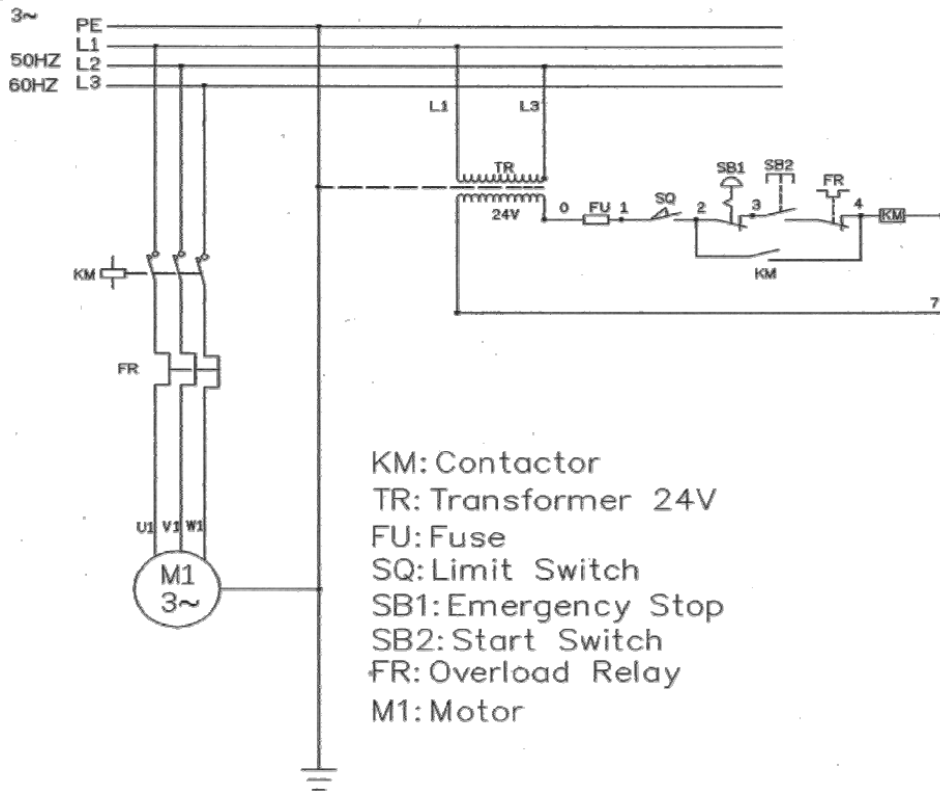 3~
PE
L1
50HZ L2
60HZ L3
L1 L3
TR
24V
0 FU 1 SQ 2 SB1 3 SB2 FR 4 KM
KM
7
KM
FR
U1 V1 W1
M1
3~
KM: Contactor
TR: Transformer 24V
FU: Fuse
SQ: Limit Switch
SB1: Emergency Stop
SB2: Start Switch
FR: Overload Relay
M1: Motor